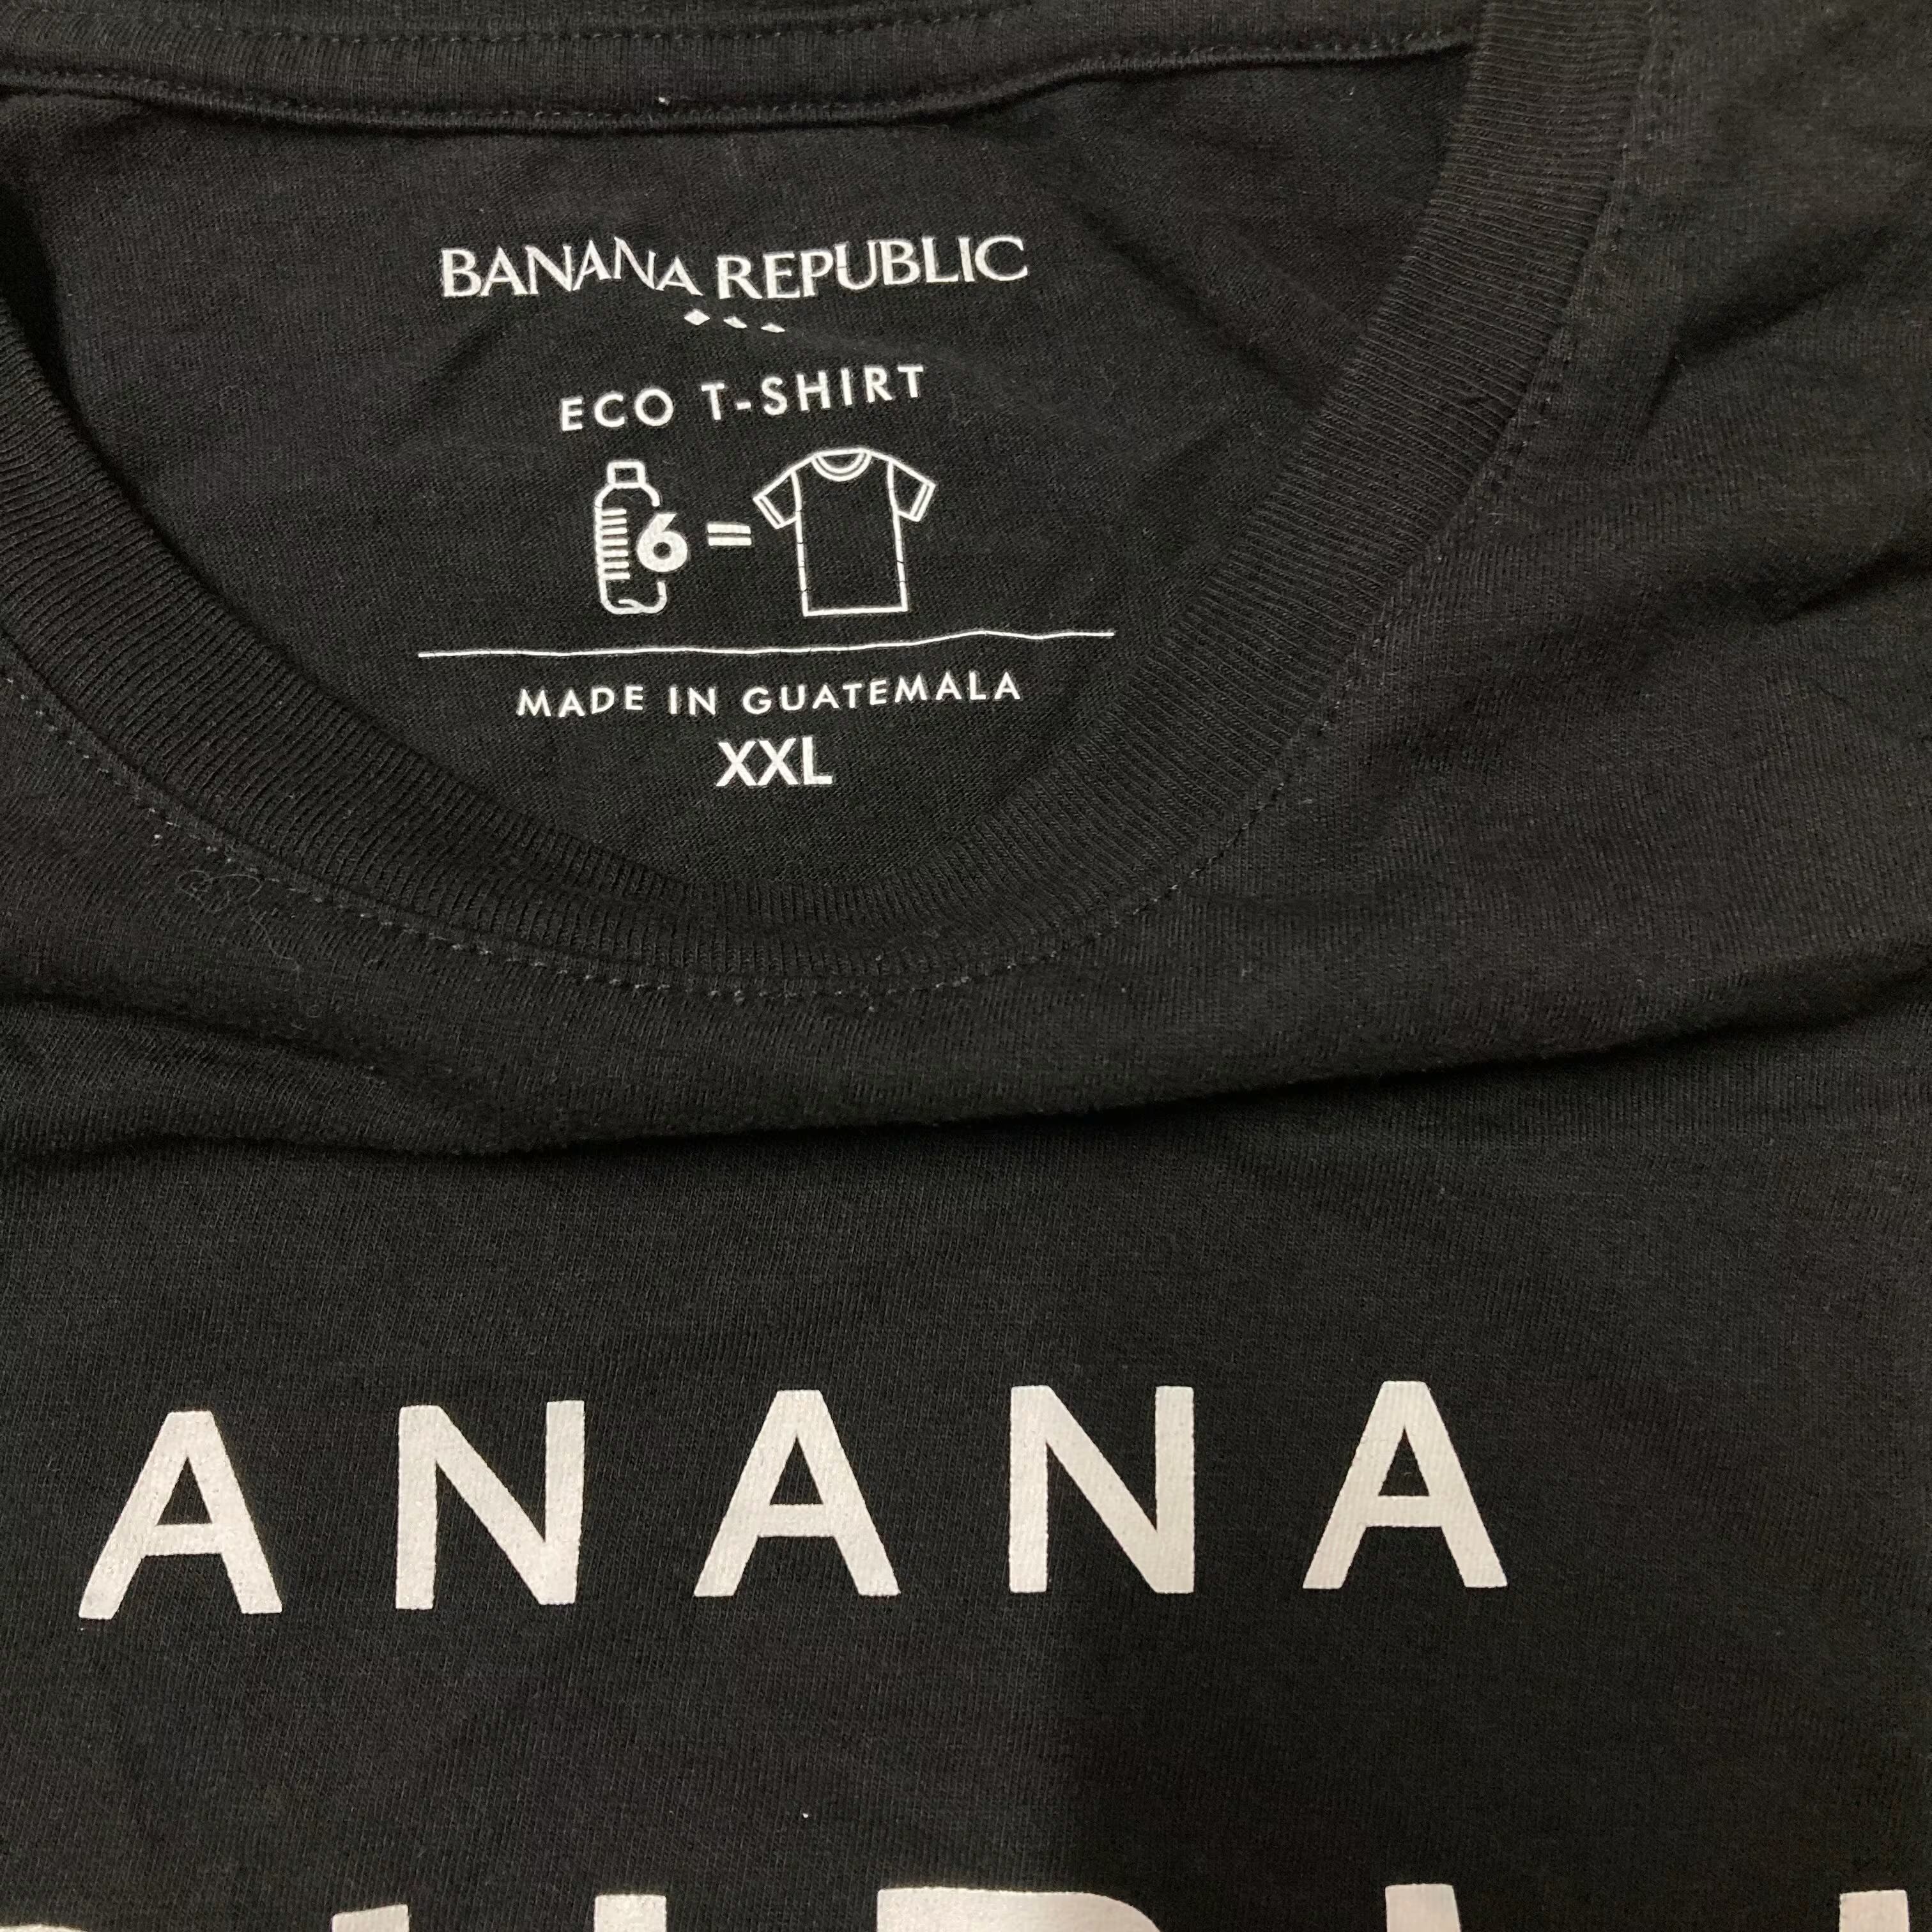 BANANA REPUBLIC
ECO T-SHIRT
6 =
MADE IN GUATEMALA
XXL
ANANA